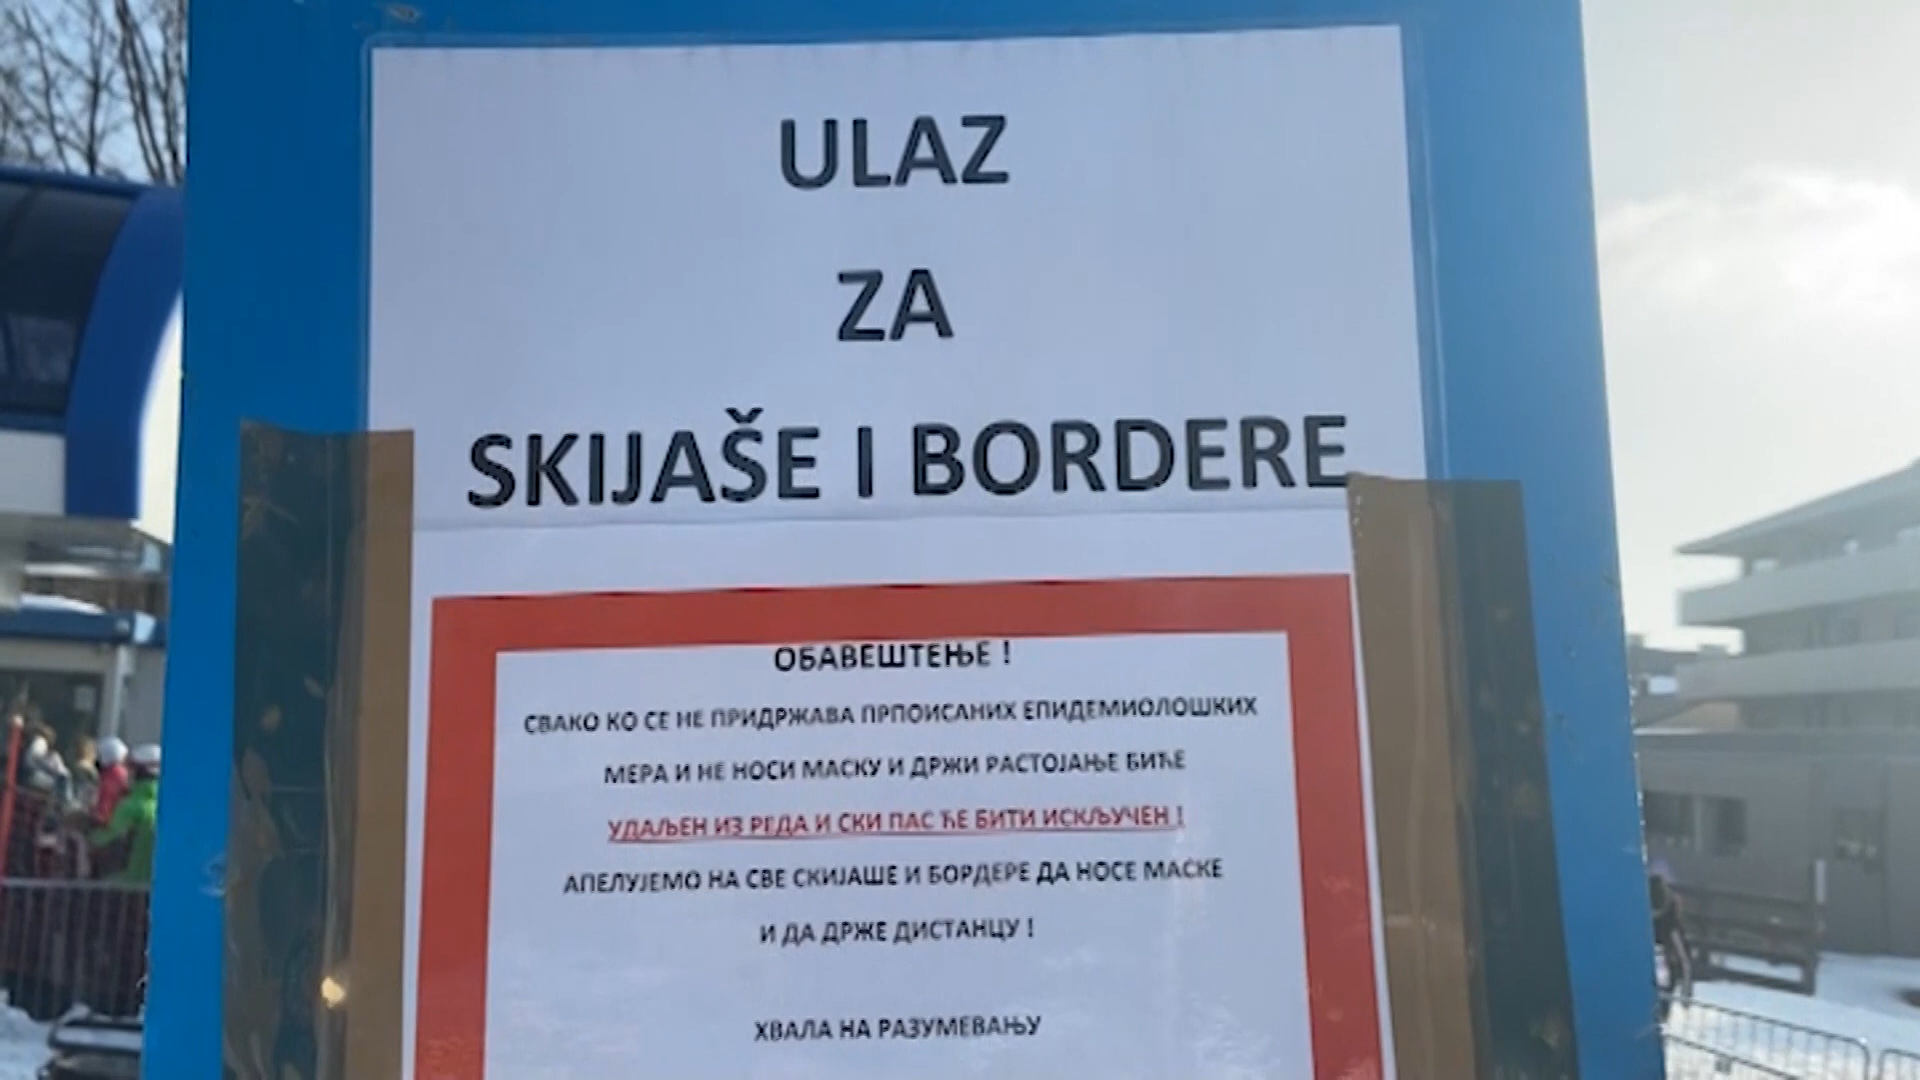 ULAZ
ZA
SKIJAŠE I BORDERE
ОБАВЕШТЕЊЕ !
СВАКО КО СЕ НЕ ПРИДРЖАВА ПРПОИСАНИХ ЕПИДЕМИОЛОШКИХ
МЕРА И НЕ НОСИ МАСКУ И ДРЖИ РАСТОЈАЊЕ БИЋЕ
УДАЉЕН ИЗ РЕДА И СКИ ПАС ЋЕ БИТИ ИСКЉУЧЕН !
АПЕЛУЈЕМО НА СВЕ СКИЈАШЕ И БОРДЕРЕ ДА НОСЕ МАСКЕ
И ДА ДРЖЕ ДИСТАНЦУ !
ХВАЛА НА РАЗУМЕВАЊУ